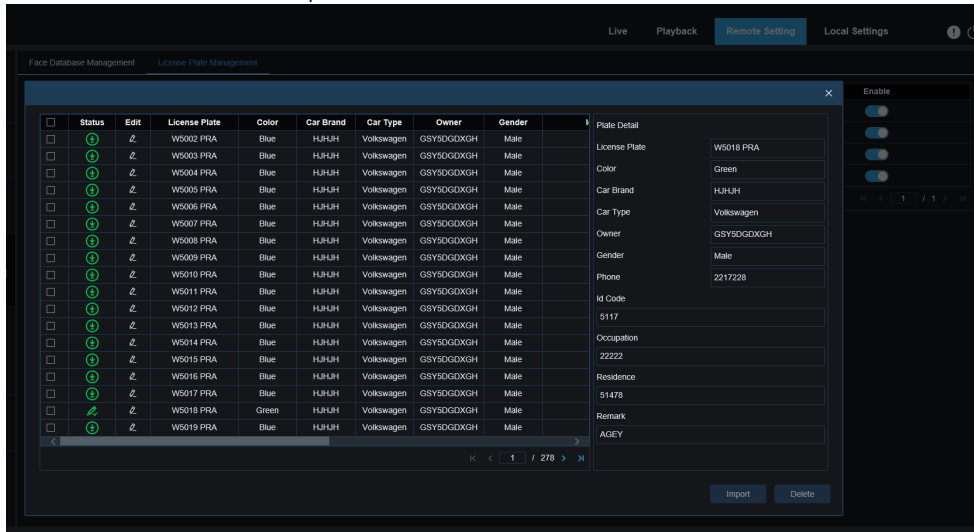 Live Playback Remote Setting Local Settings
Face Database Management License Plate Management
Enable
Status Edit License Plate Color Car Brand Car Type Owner Gender
W5002 PRA Blue HJHJH Volkswagen GSY5DGDXGH Male
W5003 PRA Blue HJHJH Volkswagen GSY5DGDXGH Male
W5004 PRA Blue HJHJH Volkswagen GSY5DGDXGH Male
W5005 PRA Blue HJHJH Volkswagen GSY5DGDXGH Male
W5006 PRA Blue HJHJH Volkswagen GSY5DGDXGH Male
W5007 PRA Blue HJHJH Volkswagen GSY5DGDXGH Male
W5008 PRA Blue HJHJH Volkswagen GSY5DGDXGH Male
W5009 PRA Blue HJHJH Volkswagen GSY5DGDXGH Male
W5010 PRA Blue HJHJH Volkswagen GSY5DGDXGH Male
W5011 PRA Blue HJHJH Volkswagen GSY5DGDXGH Male
W5012 PRA Blue HJHJH Volkswagen GSY5DGDXGH Male
W5013 PRA Blue HJHJH Volkswagen GSY5DGDXGH Male
W5014 PRA Blue HJHJH Volkswagen GSY5DGDXGH Male
W5015 PRA Blue HJHJH Volkswagen GSY5DGDXGH Male
W5016 PRA Blue HJHJH Volkswagen GSY5DGDXGH Male
W5017 PRA Blue HJHJH Volkswagen GSY5DGDXGH Male
W5018 PRA Green HJHJH Volkswagen GSY5DGDXGH Male
W5019 PRA Blue HJHJH Volkswagen GSY5DGDXGH Male
1 / 278
Plate Detail
License Plate W5018 PRA
Color Green
Car Brand HJHJH
Car Type Volkswagen
Owner GSY5DGDXGH
Gender Male
Phone 2217228
Id Code
5117
Occupation
22222
Residence
51478
Remark
AGEY
Import Delete
1 / 1